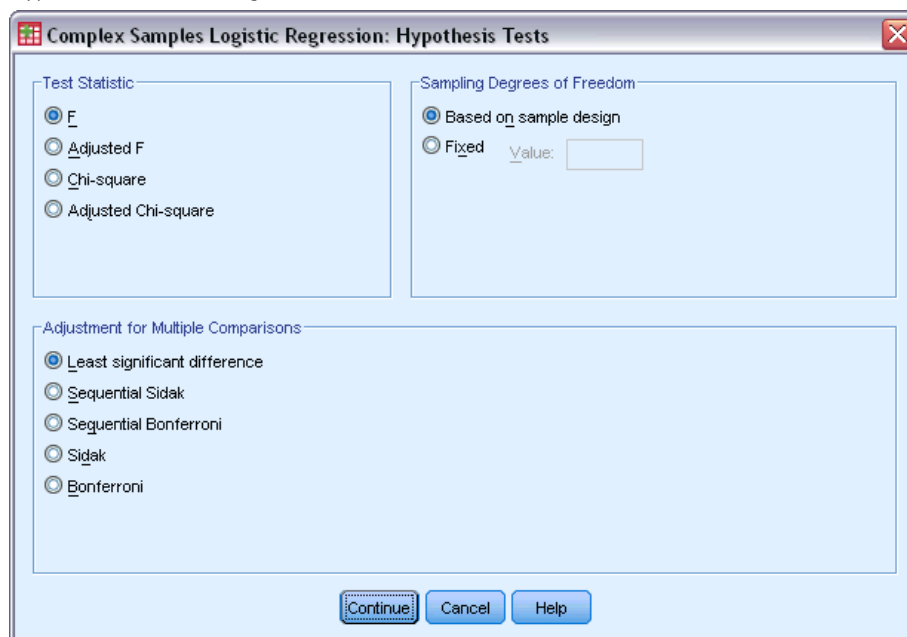 Complex Samples Logistic Regression: Hypothesis Tests
Test Statistic
F
Adjusted F
Chi-square
Adjusted Chi-square
Sampling Degrees of Freedom
Based on sample design
Fixed Value:
Adjustment for Multiple Comparisons
Least significant difference
Sequential Sidak
Sequential Bonferroni
Sidak
Bonferroni
Continue Cancel Help